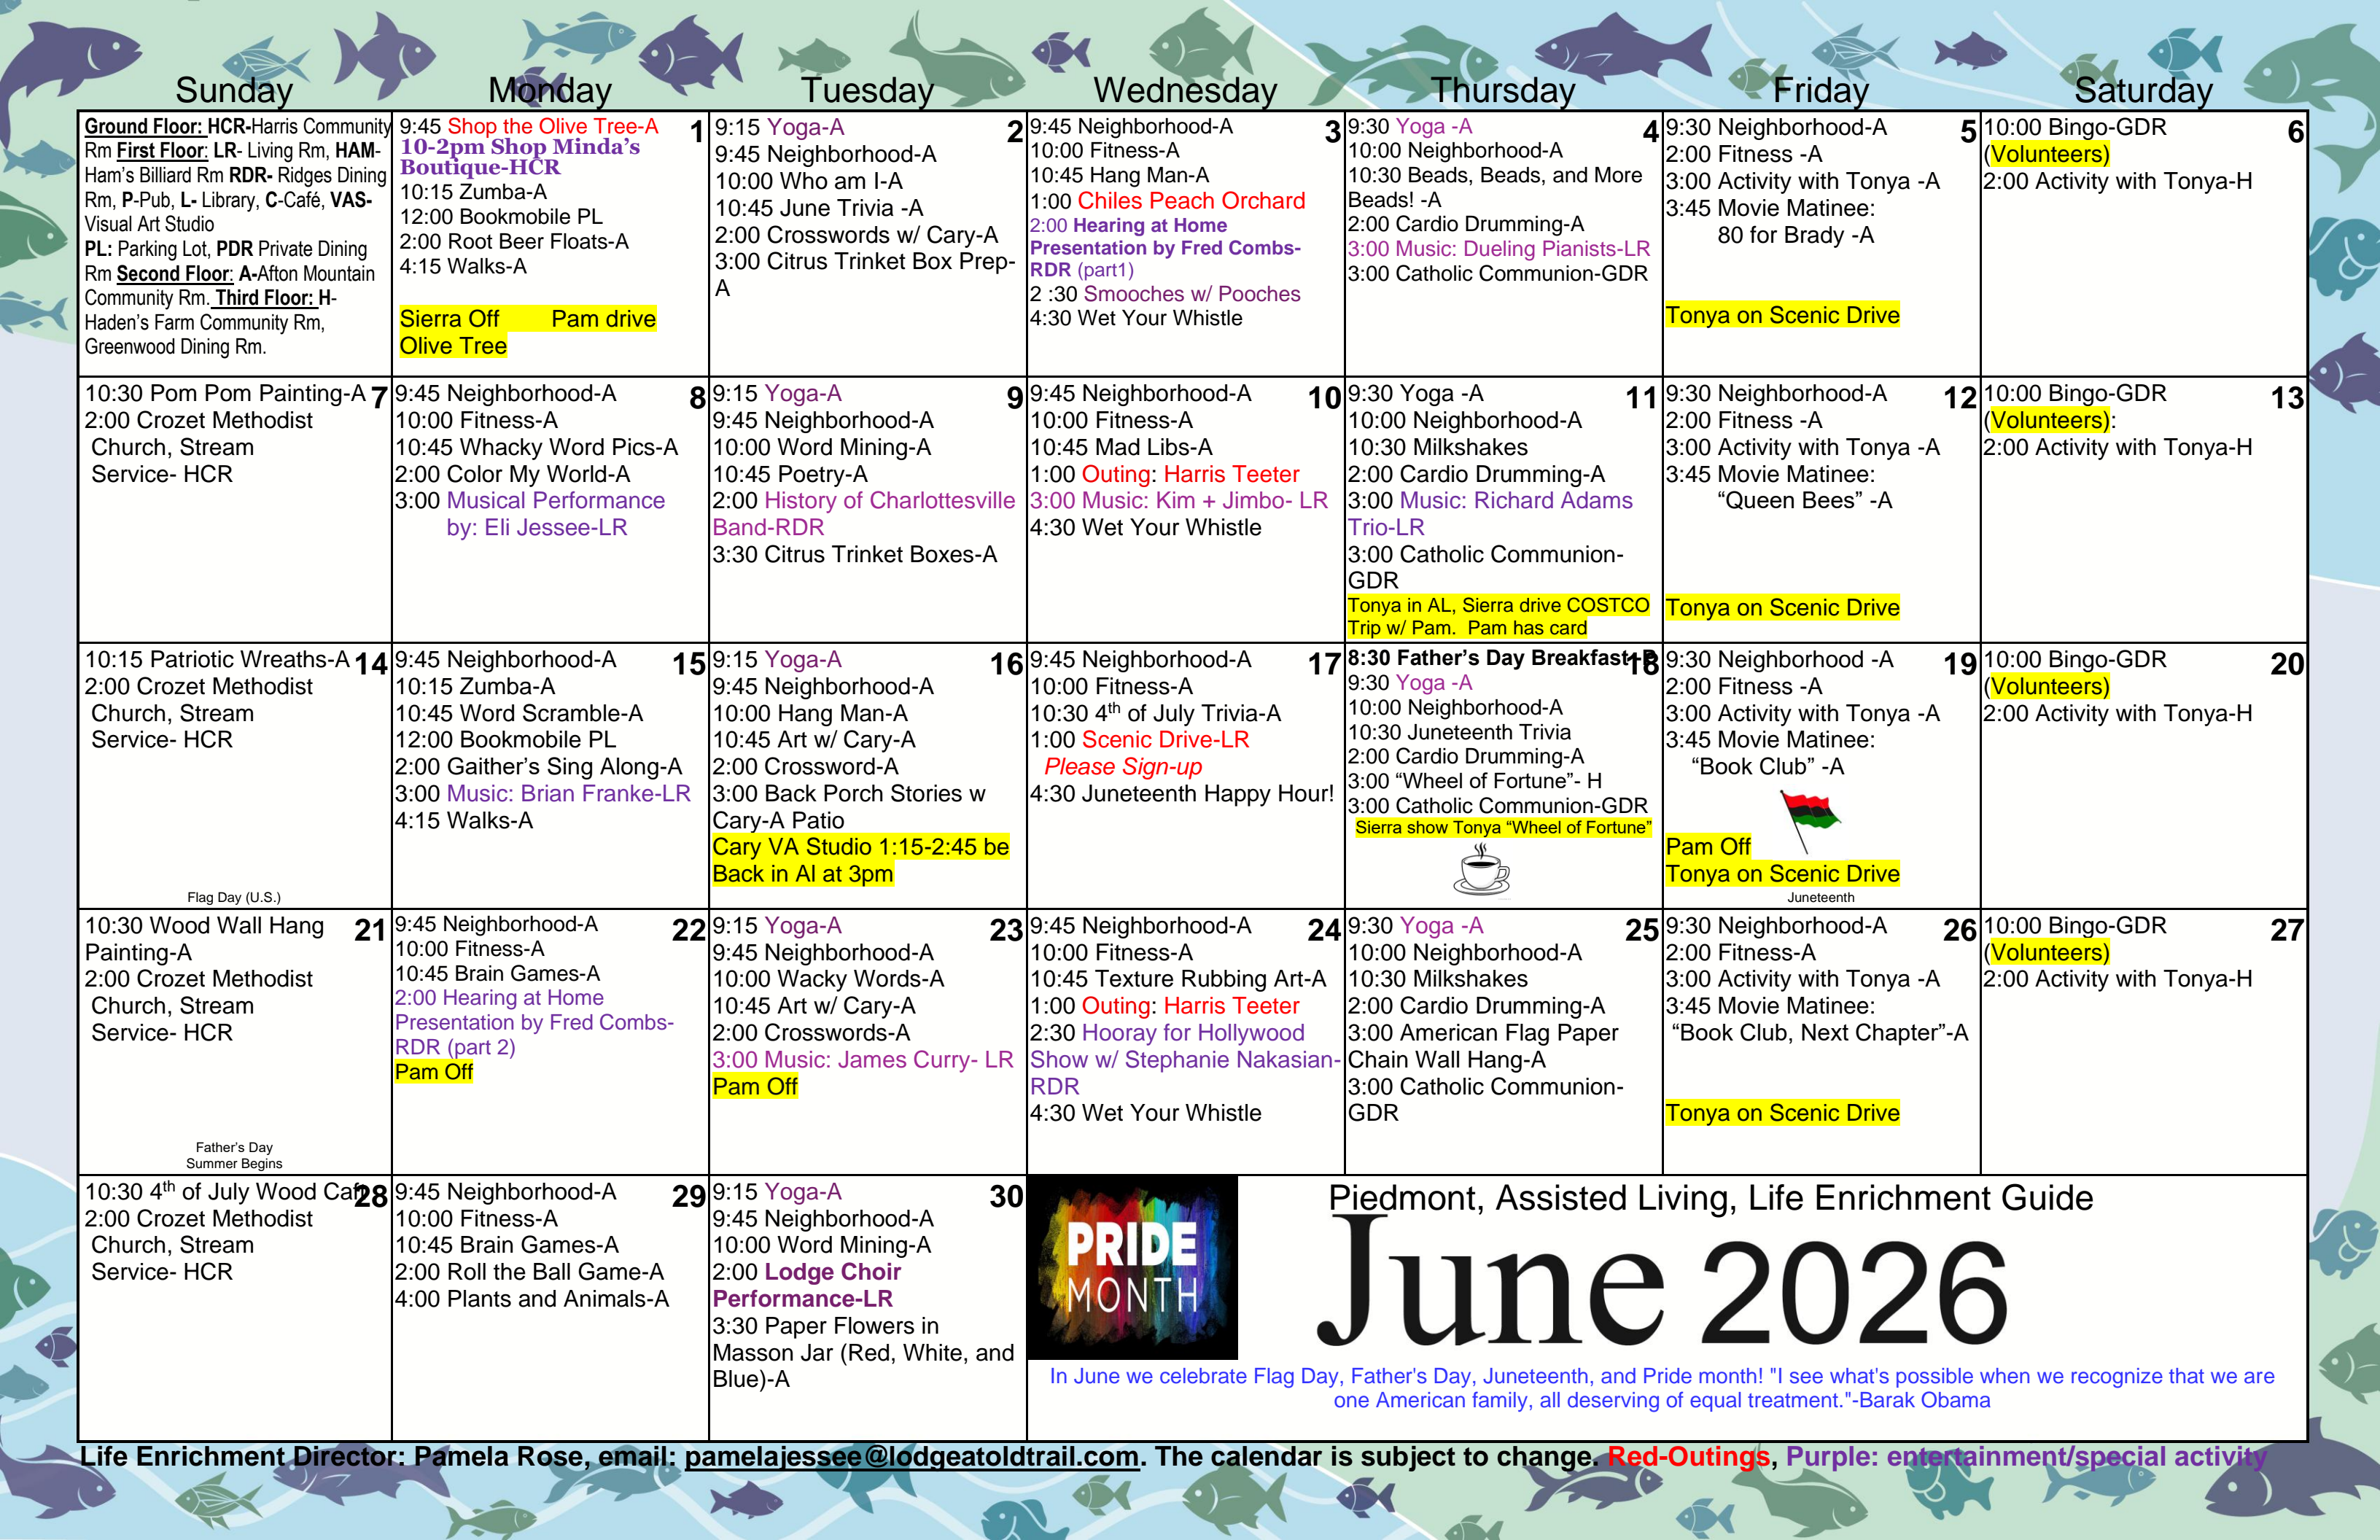 Sunday
Monday
Tuesday
Wednesday
Thursday
Friday
Saturday
Ground Floor: HCR-Harris Community
Rm First Floor: LR- Living Rm, HAM-
Ham's Billiard Rm RDR- Ridges Dining
Rm, P-Pub, L- Library, C-Café, VAS-
Visual Art Studio
PL: Parking Lot, PDR Private Dining
Rm Second Floor: A-Afton Mountain
Community Rm. Third Floor: H-
Haden's Farm Community Rm,
Greenwood Dining Rm.
1
9:45 Shop the Olive Tree-A
10-2pm Shop Minda's
Boutique-HCR
10:15 Zumba-A
12:00 Bookmobile PL
2:00 Root Beer Floats-A
4:15 Walks-A
Sierra Off Pam drive
Olive Tree
2
9:15 Yoga-A
9:45 Neighborhood-A
10:00 Who am I-A
10:45 June Trivia -A
2:00 Crosswords w/ Cary-A
3:00 Citrus Trinket Box Prep-
A
3
9:45 Neighborhood-A
10:00 Fitness-A
10:45 Hang Man-A
1:00 Chiles Peach Orchard
2:00 Hearing at Home
Presentation by Fred Combs-
RDR (part1)
2 :30 Smooches w/ Pooches
4:30 Wet Your Whistle
4
9:30 Yoga -A
10:00 Neighborhood-A
10:30 Beads, Beads, and More
Beads! -A
2:00 Cardio Drumming-A
3:00 Music: Dueling Pianists-LR
3:00 Catholic Communion-GDR
5
9:30 Neighborhood-A
2:00 Fitness -A
3:00 Activity with Tonya -A
3:45 Movie Matinee:
80 for Brady -A
Tonya on Scenic Drive
6
10:00 Bingo-GDR
(Volunteers)
2:00 Activity with Tonya-H
7
10:30 Pom Pom Painting-A
2:00 Crozet Methodist
Church, Stream
Service- HCR
8
9:45 Neighborhood-A
10:00 Fitness-A
10:45 Whacky Word Pics-A
2:00 Color My World-A
3:00 Musical Performance
by: Eli Jessee-LR
9
9:15 Yoga-A
9:45 Neighborhood-A
10:00 Word Mining-A
10:45 Poetry-A
2:00 History of Charlottesville
Band-RDR
3:30 Citrus Trinket Boxes-A
10
9:45 Neighborhood-A
10:00 Fitness-A
10:45 Mad Libs-A
1:00 Outing: Harris Teeter
3:00 Music: Kim + Jimbo- LR
4:30 Wet Your Whistle
11
9:30 Yoga -A
10:00 Neighborhood-A
10:30 Milkshakes
2:00 Cardio Drumming-A
3:00 Music: Richard Adams
Trio-LR
3:00 Catholic Communion-
GDR
Tonya in AL, Sierra drive COSTCO
Trip w/ Pam. Pam has card
12
9:30 Neighborhood-A
2:00 Fitness -A
3:00 Activity with Tonya -A
3:45 Movie Matinee:
"Queen Bees" -A
Tonya on Scenic Drive
13
10:00 Bingo-GDR
(Volunteers):
2:00 Activity with Tonya-H
14
10:15 Patriotic Wreaths-A
2:00 Crozet Methodist
Church, Stream
Service- HCR
Flag Day (U.S.)
15
9:45 Neighborhood-A
10:15 Zumba-A
10:45 Word Scramble-A
12:00 Bookmobile PL
2:00 Gaither's Sing Along-A
3:00 Music: Brian Franke-LR
4:15 Walks-A
16
9:15 Yoga-A
9:45 Neighborhood-A
10:00 Hang Man-A
10:45 Art w/ Cary-A
2:00 Crossword-A
3:00 Back Porch Stories w
Cary-A Patio
Cary VA Studio 1:15-2:45 be
Back in Al at 3pm
17
9:45 Neighborhood-A
10:00 Fitness-A
10:30 4th of July Trivia-A
1:00 Scenic Drive-LR
Please Sign-up
4:30 Juneteenth Happy Hour!
18
8:30 Father's Day Breakfast-
9:30 Yoga -A
10:00 Neighborhood-A
10:30 Juneteenth Trivia
2:00 Cardio Drumming-A
3:00 "Wheel of Fortune"- H
3:00 Catholic Communion-GDR
Sierra show Tonya "Wheel of Fortune"
19
9:30 Neighborhood -A
2:00 Fitness -A
3:00 Activity with Tonya -A
3:45 Movie Matinee:
"Book Club" -A
Pam Off
Tonya on Scenic Drive
Juneteenth
20
10:00 Bingo-GDR
(Volunteers)
2:00 Activity with Tonya-H
21
10:30 Wood Wall Hang
Painting-A
2:00 Crozet Methodist
Church, Stream
Service- HCR
Father's Day
Summer Begins
22
9:45 Neighborhood-A
10:00 Fitness-A
10:45 Brain Games-A
2:00 Hearing at Home
Presentation by Fred Combs-
RDR (part 2)
Pam Off
23
9:15 Yoga-A
9:45 Neighborhood-A
10:00 Wacky Words-A
10:45 Art w/ Cary-A
2:00 Crosswords-A
3:00 Music: James Curry- LR
Pam Off
24
9:45 Neighborhood-A
10:00 Fitness-A
10:45 Texture Rubbing Art-A
1:00 Outing: Harris Teeter
2:30 Hooray for Hollywood
Show w/ Stephanie Nakasian-
RDR
4:30 Wet Your Whistle
25
9:30 Yoga -A
10:00 Neighborhood-A
10:30 Milkshakes
2:00 Cardio Drumming-A
3:00 American Flag Paper
Chain Wall Hang-A
3:00 Catholic Communion-
GDR
26
9:30 Neighborhood-A
2:00 Fitness-A
3:00 Activity with Tonya -A
3:45 Movie Matinee:
"Book Club, Next Chapter"-A
Tonya on Scenic Drive
27
10:00 Bingo-GDR
(Volunteers)
2:00 Activity with Tonya-H
28
10:30 4th of July Wood
2:00 Crozet Methodist
Church, Stream
Service- HCR
29
9:45 Neighborhood-A
10:00 Fitness-A
10:45 Brain Games-A
2:00 Roll the Ball Game-A
4:00 Plants and Animals-A
30
9:15 Yoga-A
9:45 Neighborhood-A
10:00 Word Mining-A
2:00 Lodge Choir
Performance-LR
3:30 Paper Flowers in
Masson Jar (Red, White, and
Blue)-A
PRIDE
MONTH
Piedmont, Assisted Living, Life Enrichment Guide
June 2026
In June we celebrate Flag Day, Father's Day, Juneteenth, and Pride month! "I see what's possible when we recognize that we are
one American family, all deserving of equal treatment."-Barak Obama
Life Enrichment Director: Pamela Rose, email: pamelajessee@lodgeatoldtrail.com. The calendar is subject to change. Red-Outings, Purple: entertainment/special activity